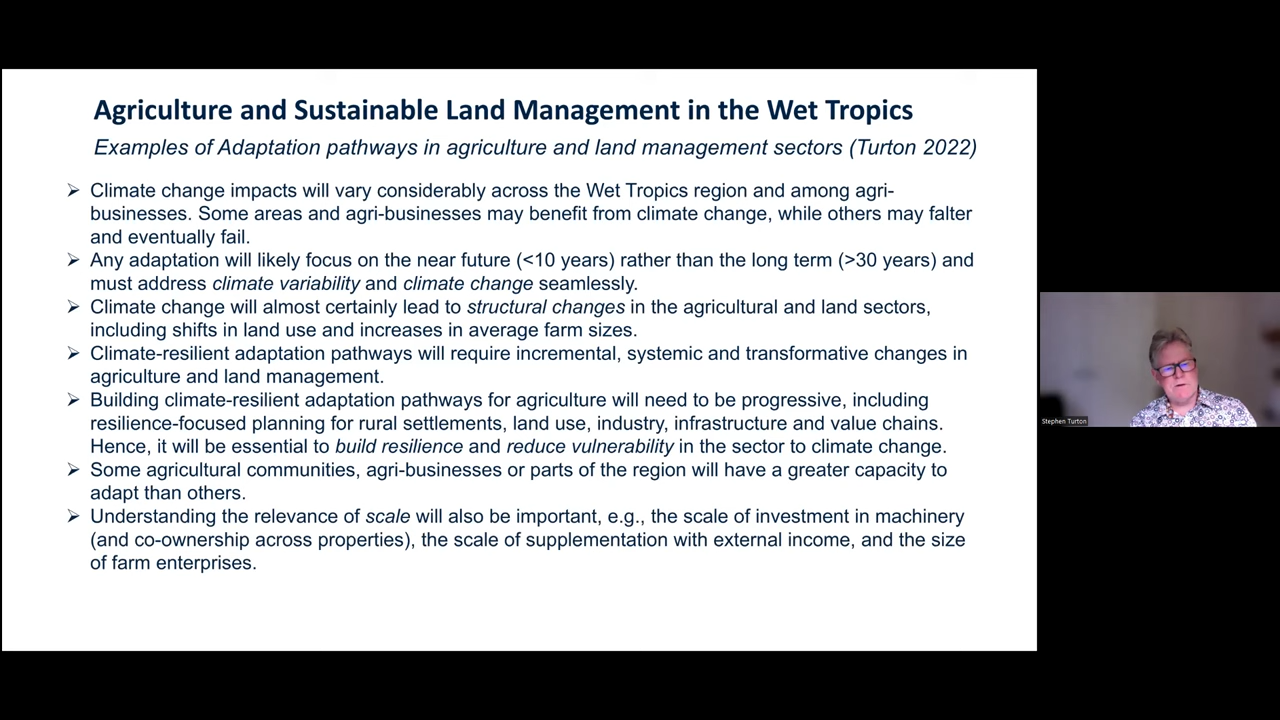 Agriculture and Sustainable Land Management in the Wet Tropics
Examples of Adaptation pathways in agriculture and land management sectors (Turton 2022)
➢ Climate change impacts will vary considerably across the Wet Tropics region and among agri-
businesses. Some areas and agri-businesses may benefit from climate change, while others may falter
and eventually fail.
➢ Any adaptation will likely focus on the near future (<10 years) rather than the long term (>30 years) and
must address climate variability and climate change seamlessly.
➢ Climate change will almost certainly lead to structural changes in the agricultural and land sectors,
including shifts in land use and increases in average farm sizes.
➢ Climate-resilient adaptation pathways will require incremental, systemic and transformative changes in
agriculture and land management.
➢ Building climate-resilient adaptation pathways for agriculture will need to be progressive, including
resilience-focused planning for rural settlements, land use, industry, infrastructure and value chains.
Hence, it will be essential to build resilience and reduce vulnerability in the sector to climate change.
➢ Some agricultural communities, agri-businesses or parts of the region will have a greater capacity to
adapt than others.
➢ Understanding the relevance of scale will also be important, e.g., the scale of investment in machinery
(and co-ownership across properties), the scale of supplementation with external income, and the size
of farm enterprises.
Stephen Turton